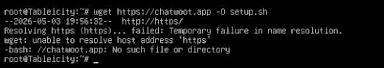 root@Tabletcity:~# wget https://chatwoot.app -O setup.sh
--2026-05-03 19:56:32--  http://https/
Resolving https (https)... failed: Temporary failure in name resolution.
wget: unable to resolve host address 'https'
-bash: //chatwoot.app: No such file or directory
root@Tabletcity:~# _